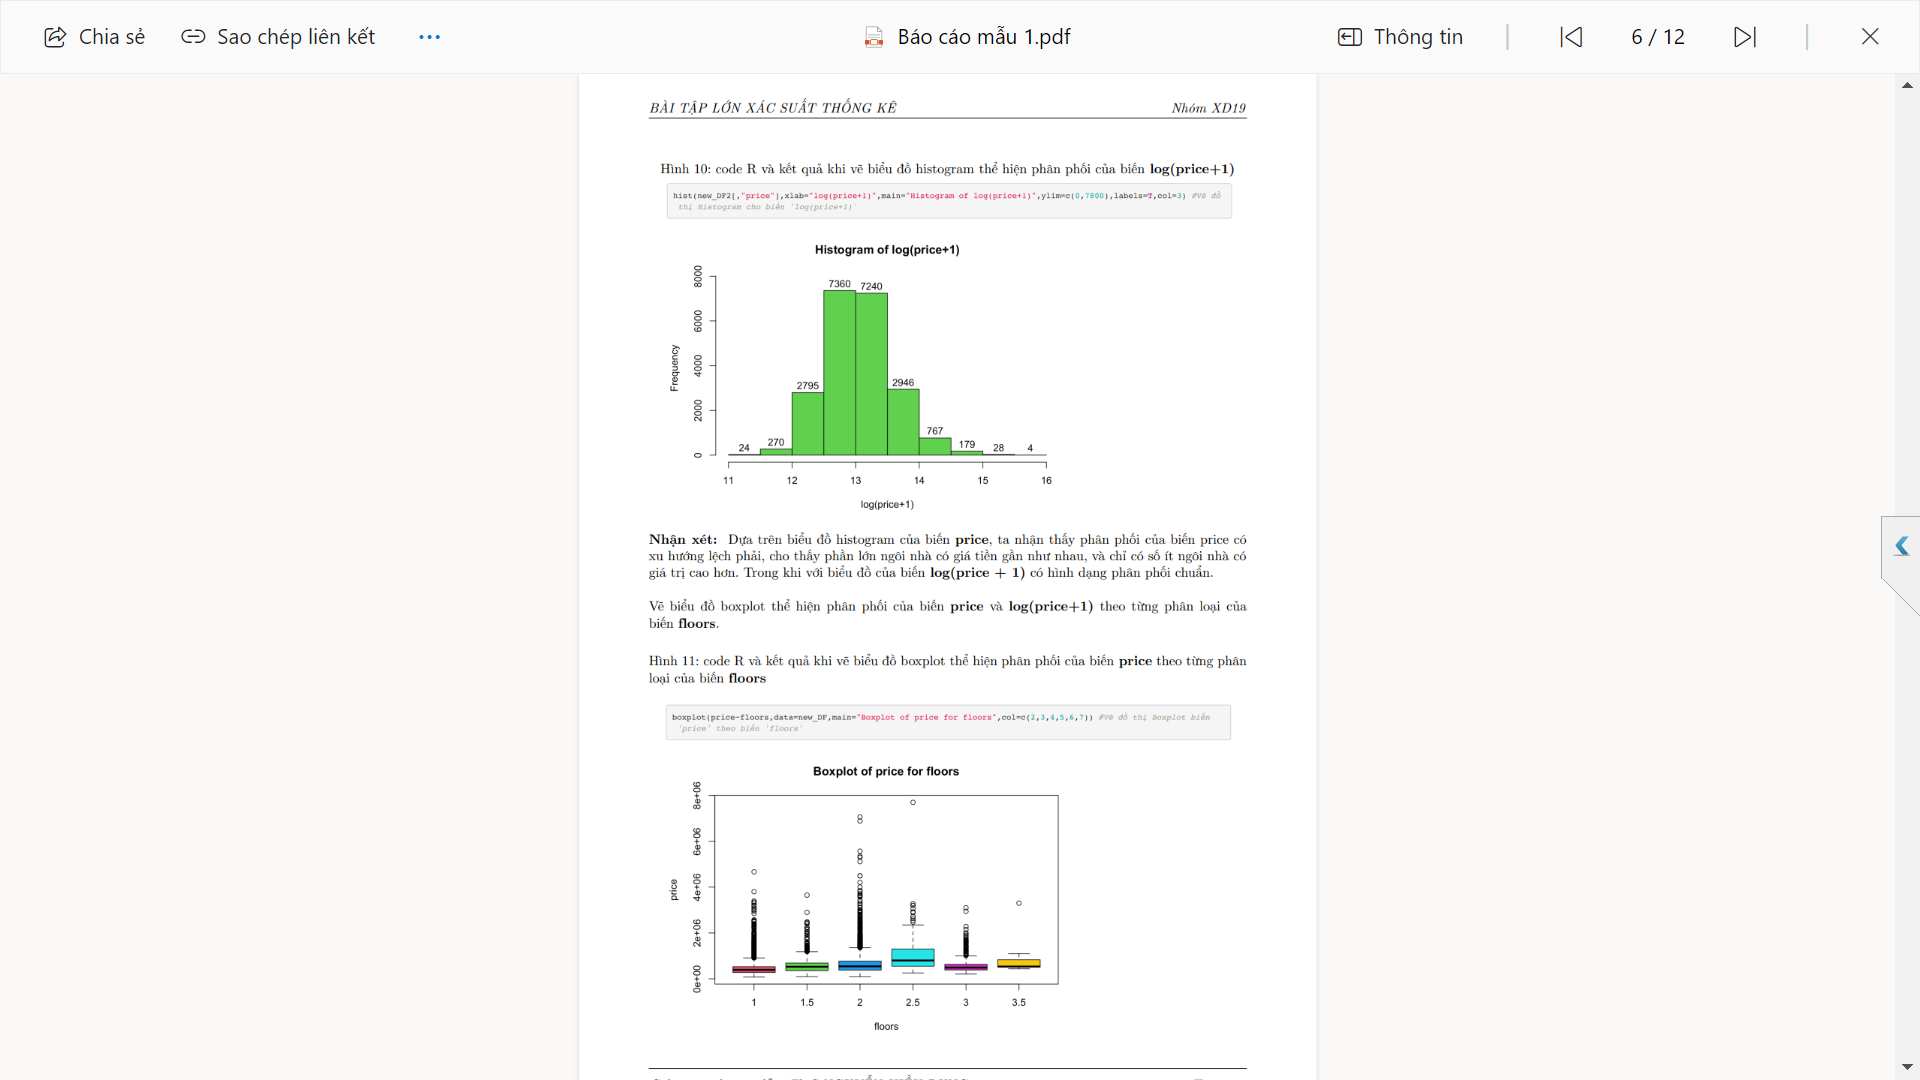 Chia sẻ
Sao chép liên kết
Báo cáo mẫu 1.pdf
Thông tin
6 / 12
BÀI TẬP LỚN XÁC SUẤT THỐNG KÊ
Nhóm XD19
Hình 10: code R và kết quả khi vẽ biểu đồ histogram thể hiện phân phối của biến log(price+1)
hist(new_DF2[,"price"],xlab="log(price+1)",main="Histogram of log(price+1)",ylim=c(0,7800),labels=T,col=3) #Vẽ đồ
thị Histogram cho biến 'log(price+1)'
Histogram of log(price+1)
Frequency
0 2000 4000 6000 8000
24 270 2795 7360 7240 2946 767 179 28 4
11 12 13 14 15 16
log(price+1)
Nhận xét: Dựa trên biểu đồ histogram của biến price, ta nhận thấy phân phối của biến price có
xu hướng lệch phải, cho thấy phần lớn ngôi nhà có giá tiền gần như nhau, và chỉ có số ít ngôi nhà có
giá trị cao hơn. Trong khi với biểu đồ của biến log(price + 1) có hình dạng phân phối chuẩn.
Vẽ biểu đồ boxplot thể hiện phân phối của biến price và log(price+1) theo từng phân loại của
biến floors.
Hình 11: code R và kết quả khi vẽ biểu đồ boxplot thể hiện phân phối của biến price theo từng phân
loại của biến floors
boxplot(price~floors,data=new_DF,main="Boxplot of price for floors",col=c(2,3,4,5,6,7)) #Vẽ đồ thị Boxplot biến
'price' theo biến 'floors'
Boxplot of price for floors
price
0e+00 2e+06 4e+06 6e+06 8e+06
1 1.5 2 2.5 3 3.5
floors